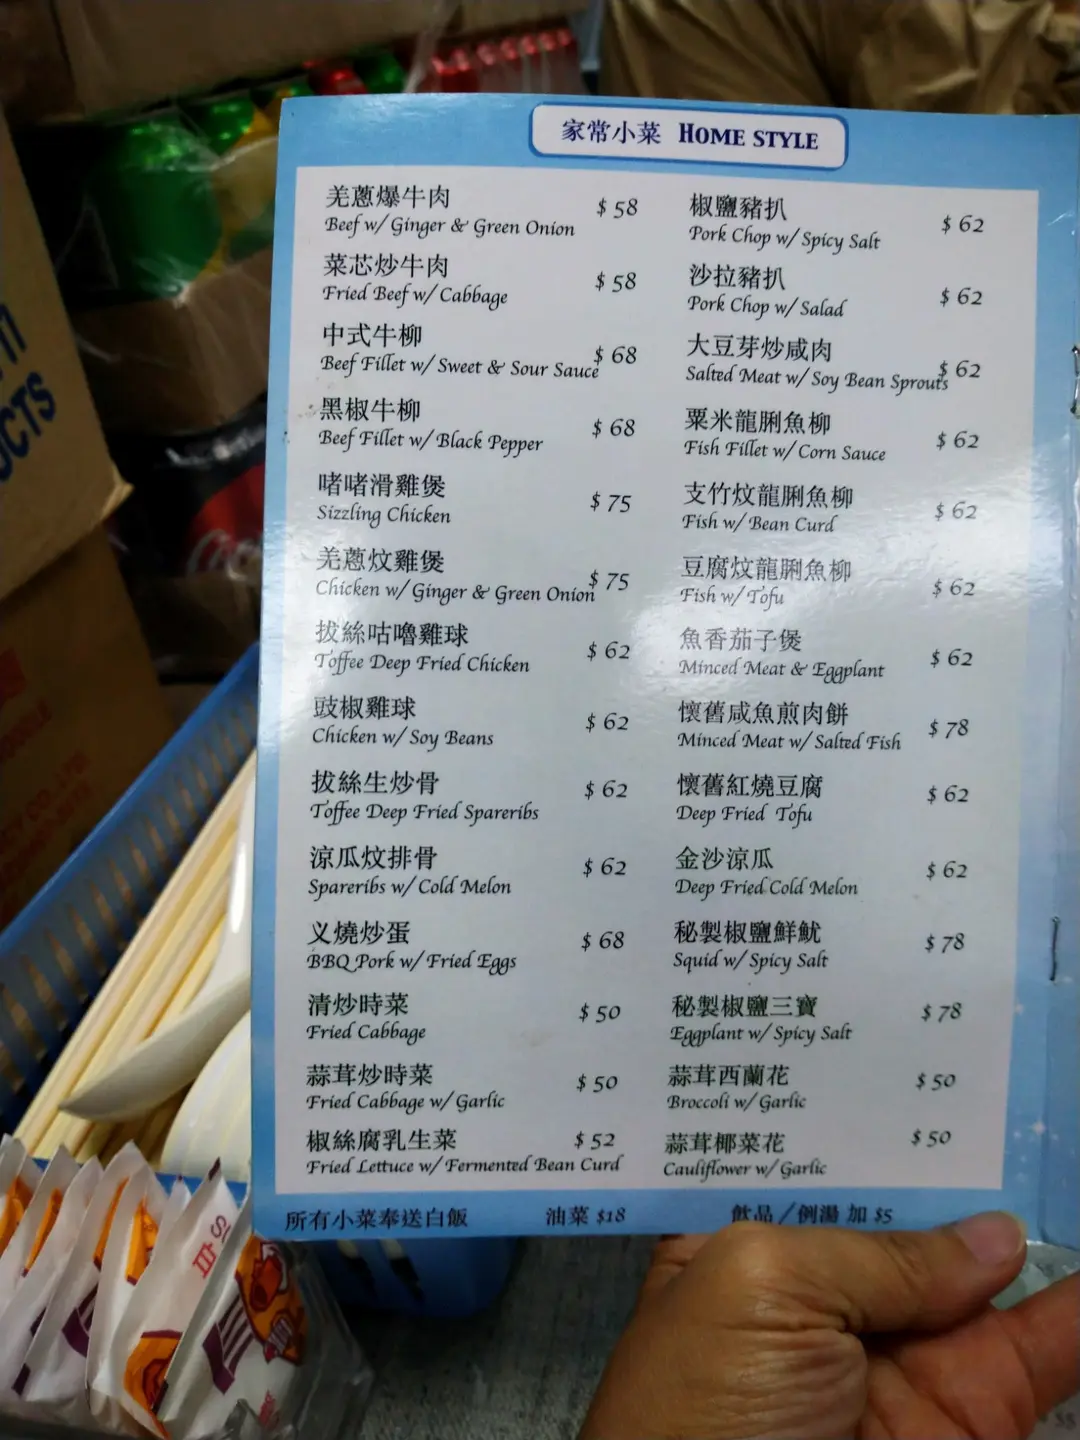 家常小菜 HOME STYLE
羌蔥爆牛肉 $ 58
Beef w/ Ginger & Green Onion
菜芯炒牛肉 $ 58
Fried Beef w/ Cabbage
中式牛柳 $ 68
Beef Fillet w/ Sweet & Sour Sauce
黑椒牛柳 $ 68
Beef Fillet w/ Black Pepper
啫啫滑雞煲 $ 75
Sizzling Chicken
羌蔥炆雞煲 $ 75
Chicken w/ Ginger & Green Onion
拔絲咕嚕雞球 $ 62
Toffee Deep Fried Chicken
豉椒雞球 $ 62
Chicken w/ Soy Beans
拔絲生炒骨 $ 62
Toffee Deep Fried Spareribs
涼瓜炆排骨 $ 62
Spareribs w/ Cold Melon
义燒炒蛋 $ 68
BBQ Pork w/ Fried Eggs
清炒時菜 $ 50
Fried Cabbage
蒜茸炒時菜 $ 50
Fried Cabbage w/ Garlic
椒絲腐乳生菜 $ 52
Fried Lettuce w/ Fermented Bean Curd
椒鹽豬扒 $ 62
Pork Chop w/ Spicy Salt
沙拉豬扒 $ 62
Pork Chop w/ Salad
大豆芽炒咸肉 $ 62
Salted Meat w/ Soy Bean Sprouts
粟米龍脷魚柳 $ 62
Fish Fillet w/ Corn Sauce
支竹炆龍脷魚柳 $ 62
Fish w/ Bean Curd
豆腐炆龍脷魚柳 $ 62
Fish w/ Tofu
魚香茄子煲 $ 62
Minced Meat & Eggplant
懷舊咸魚煎肉餅 $ 78
Minced Meat w/ Salted Fish
懷舊紅燒豆腐 $ 62
Deep Fried Tofu
金沙涼瓜 $ 62
Deep Fried Cold Melon
秘製椒鹽鮮魷 $ 78
Squid w/ Spicy Salt
秘製椒鹽三寶 $ 78
Eggplant w/ Spicy Salt
蒜茸西蘭花 $ 50
Broccoli w/ Garlic
蒜茸椰菜花 $ 50
Cauliflower w/ Garlic
所有小菜奉送白飯 油菜 $18 飲品/例湯 加 $5